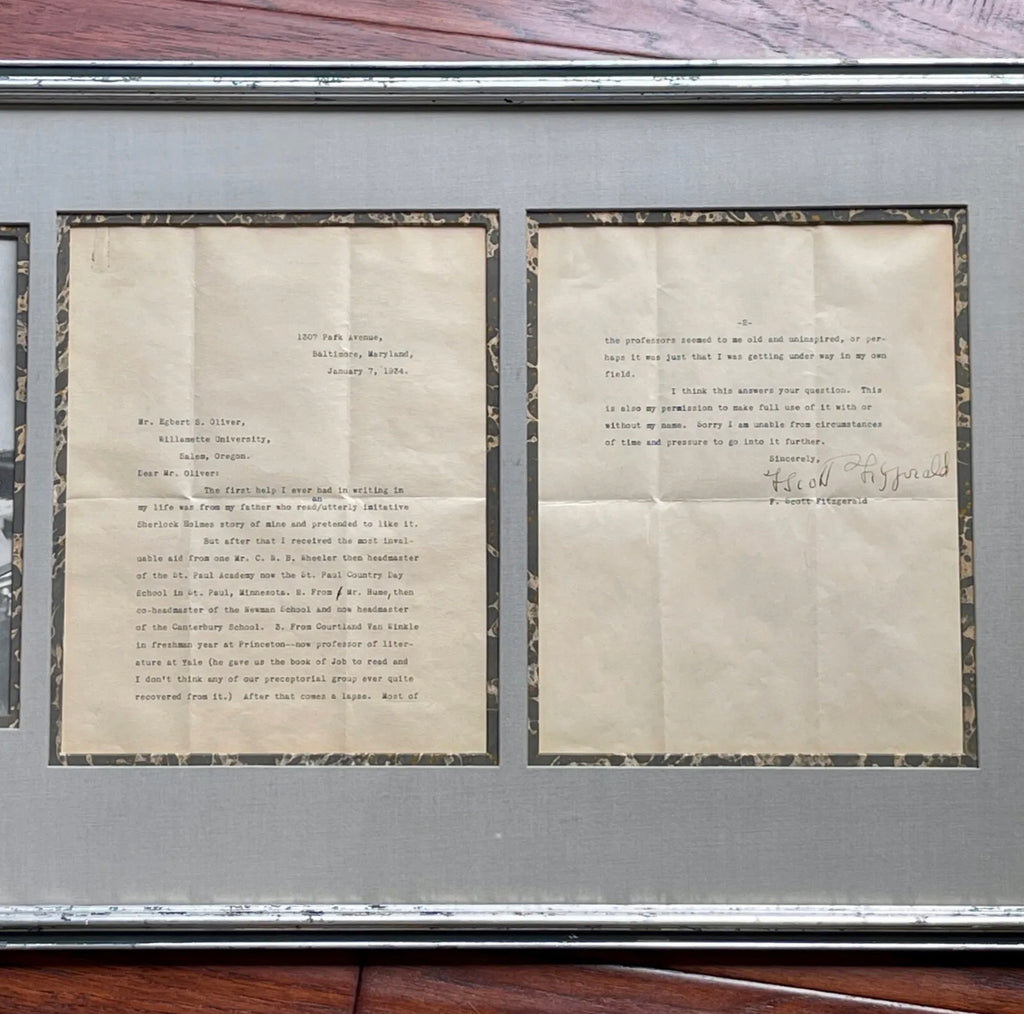 1307 Park Avenue,
Baltimore, Maryland,
January 7, 1934.
Mr. Egbert S. Oliver,
Willamette University,
Salem, Oregon.
Dear Mr. Oliver:
The first help I ever had in writing in
my life was from my father who read/an utterly imitative
Sherlock Holmes story of mine and pretended to like it.
But after that I received the most inval-
uable aid from one Mr. C. N. B. Wheeler then headmaster
of the St. Paul Academy now the St. Paul Country Day
School in St. Paul, Minnesota. 2. From Mr. Hume, then
co-headmaster of the Newman School and now headmaster
of the Canterbury School. 3. From Courtland Van Winkle
in freshman year at Princeton--now professor of liter-
ature at Yale (he gave us the book of Job to read and
I don't think any of our preceptorial group ever quite
recovered from it.) After that comes a lapse. Most of
-2-
the professors seemed to me old and uninspired, or per-
haps it was just that I was getting under way in my own
field.
I think this answers your question. This
is also my permission to make full use of it with or
without my name. Sorry I am unable from circumstances
of time and pressure to go into it further.
Sincerely,
F Scott Fitzgerald
F. Scott Fitzgerald